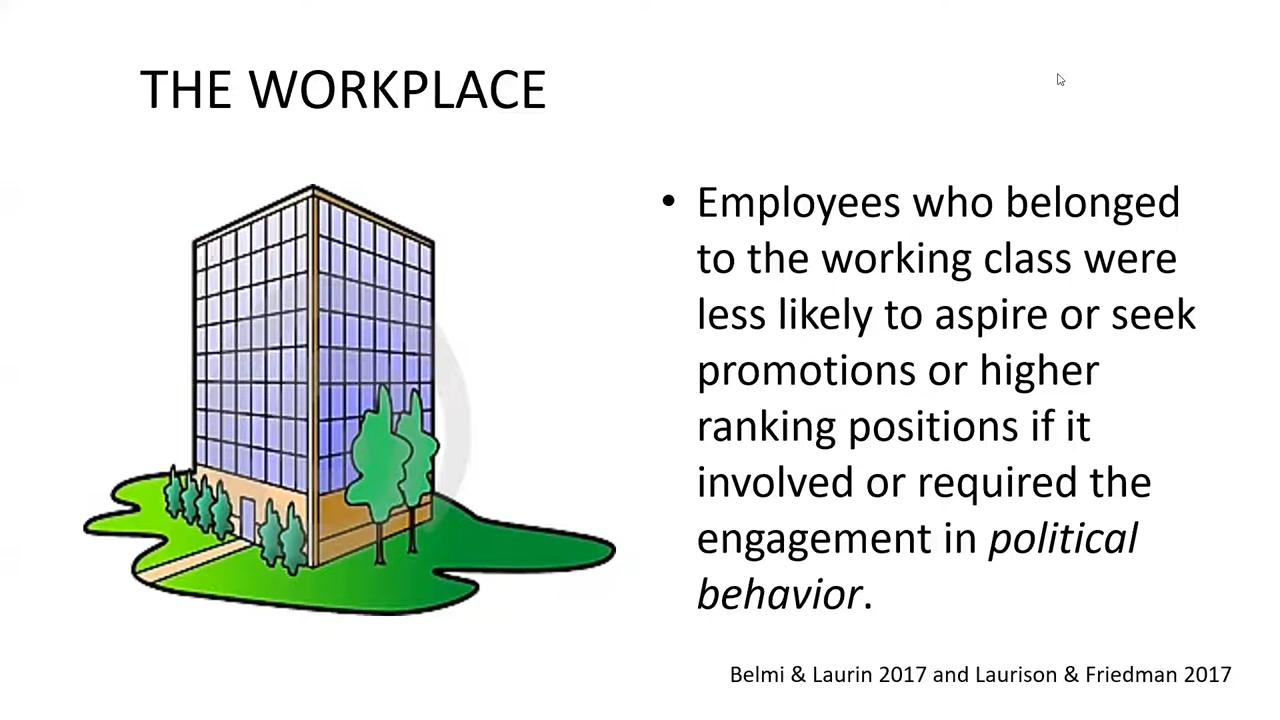 THE WORKPLACE
• Employees who belonged
to the working class were
less likely to aspire or seek
promotions or higher
ranking positions if it
involved or required the
engagement in political
behavior.
Belmi & Laurin 2017 and Laurison & Friedman 2017